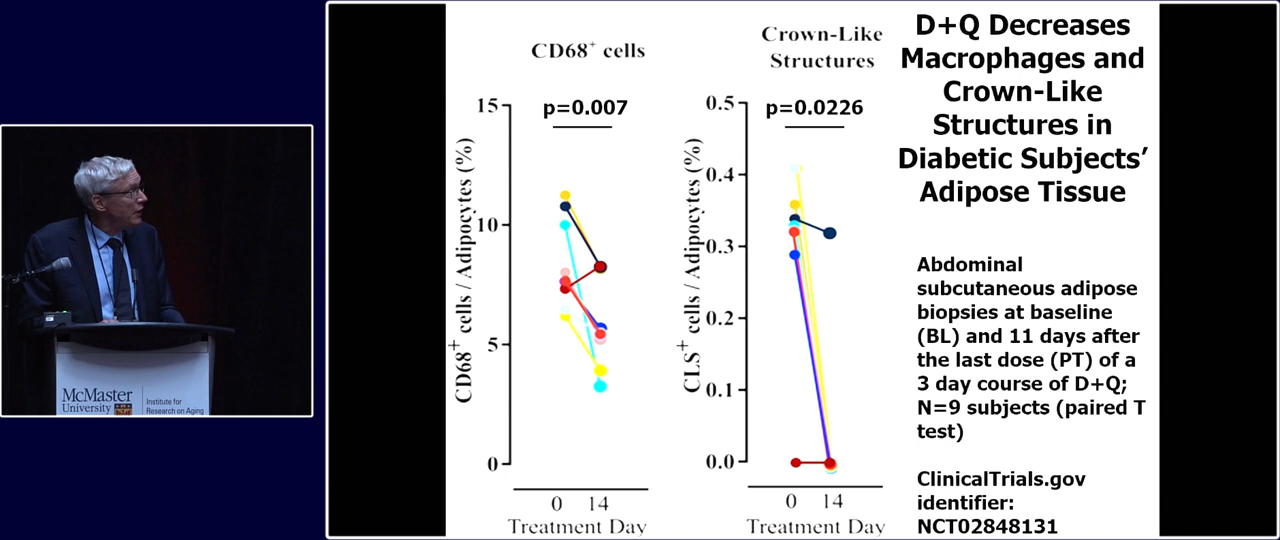 McMaster
University
Institute for
Research on Aging
CD68⁺ cells
p=0.007
15
10
5
0
CD68⁺ cells / Adipocytes (%)
0 14
Treatment Day
Crown-Like
Structures
p=0.0226
0.5
0.4
0.3
0.2
0.1
0.0
CLS⁺ cells / Adipocytes (%)
0 14
Treatment Day
D+Q Decreases
Macrophages and
Crown-Like
Structures in
Diabetic Subjects’
Adipose Tissue
Abdominal
subcutaneous adipose
biopsies at baseline
(BL) and 11 days after
the last dose (PT) of a
3 day course of D+Q;
N=9 subjects (paired T
test)
ClinicalTrials.gov
identifier:
NCT02848131